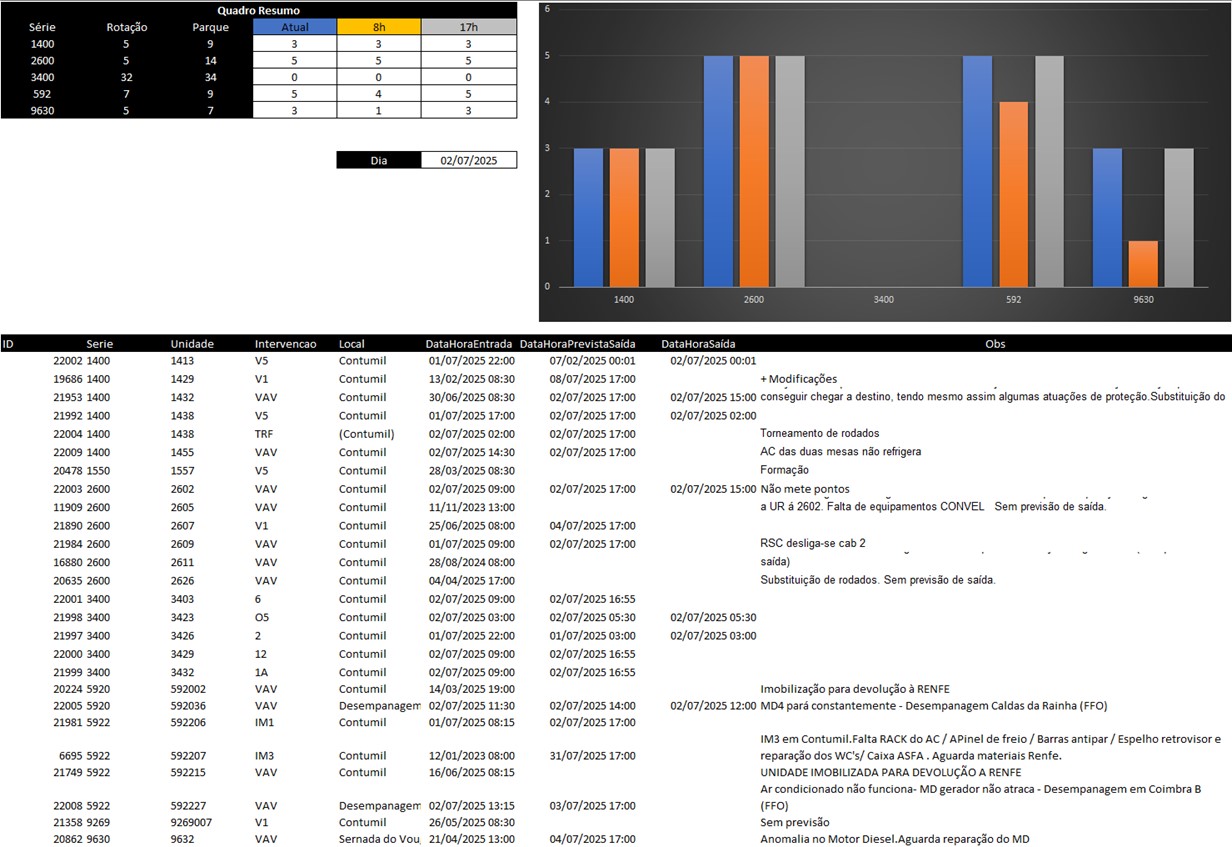 Quadro Resumo
Série Rotação Parque Atual 8h 17h
1400 5 9 3 3 3
2600 5 14 5 5 5
3400 32 34 0 0 0
592 7 9 5 4 5
9630 5 7 3 1 3
Dia 02/07/2025
6
5
4
3
2
1
0
1400 2600 3400 592 9630
ID Serie Unidade Intervencao Local DataHoraEntrada DataHoraPrevistaSaída DataHoraSaída Obs
22002 1400 1413 V5 Contumil 01/07/2025 22:00 07/02/2025 00:01 02/07/2025 00:01
19686 1400 1429 V1 Contumil 13/02/2025 08:30 08/07/2025 17:00 + Modificações
21953 1400 1432 VAV Contumil 30/06/2025 08:30 02/07/2025 17:00 02/07/2025 15:00 conseguir chegar a destino, tendo mesmo assim algumas atuações de proteção.Substituição do
21992 1400 1438 V5 Contumil 01/07/2025 17:00 02/07/2025 17:00 02/07/2025 02:00
22004 1400 1438 TRF (Contumil) 02/07/2025 02:00 02/07/2025 17:00 Torneamento de rodados
22009 1400 1455 VAV Contumil 02/07/2025 14:30 02/07/2025 17:00 AC das duas mesas não refrigera
20478 1550 1557 V5 Contumil 28/03/2025 08:30 Formação
22003 2600 2602 VAV Contumil 02/07/2025 09:00 02/07/2025 17:00 02/07/2025 15:00 Não mete pontos
11909 2600 2605 VAV Contumil 11/11/2023 13:00 a UR á 2602. Falta de equipamentos CONVEL Sem previsão de saída.
21890 2600 2607 V1 Contumil 25/06/2025 08:00 04/07/2025 17:00
21984 2600 2609 VAV Contumil 01/07/2025 09:00 02/07/2025 17:00 RSC desliga-se cab 2
16880 2600 2611 VAV Contumil 28/08/2024 08:00 saída)
20635 2600 2626 VAV Contumil 04/04/2025 17:00 Substituição de rodados. Sem previsão de saída.
22001 3400 3403 6 Contumil 02/07/2025 09:00 02/07/2025 16:55
21998 3400 3423 O5 Contumil 02/07/2025 03:00 02/07/2025 05:30 02/07/2025 05:30
21997 3400 3426 2 Contumil 01/07/2025 22:00 01/07/2025 03:00 02/07/2025 03:00
22000 3400 3429 12 Contumil 02/07/2025 09:00 02/07/2025 16:55
21999 3400 3432 1A Contumil 02/07/2025 09:00 02/07/2025 16:55
20224 5920 592002 VAV Contumil 14/03/2025 19:00 Imobilização para devolução à RENFE
22005 5920 592036 VAV Desempanagem 02/07/2025 11:30 02/07/2025 14:00 02/07/2025 12:00 MD4 pará constantemente - Desempanagem Caldas da Rainha (FFO)
21981 5922 592206 IM1 Contumil 01/07/2025 08:15 02/07/2025 17:00
IM3 em Contumil.Falta RACK do AC / APinel de freio / Barras antipar / Espelho retrovisor e
6695 5922 592207 IM3 Contumil 12/01/2023 08:00 31/07/2025 17:00 reparação dos WC's/ Caixa ASFA . Aguarda materiais Renfe.
21749 5922 592215 VAV Contumil 16/06/2025 08:15 UNIDADE IMOBILIZADA PARA DEVOLUÇÃO A RENFE
Ar condicionado não funciona- MD gerador não atraca - Desempanagem em Coimbra B
22008 5922 592227 VAV Desempanagem 02/07/2025 13:15 03/07/2025 17:00 (FFO)
21358 9269 9269007 V1 Contumil 26/05/2025 08:30 Sem previsão
20862 9630 9632 VAV Sernada do Vou 21/04/2025 13:00 04/07/2025 17:00 Anomalia no Motor Diesel.Aguarda reparação do MD